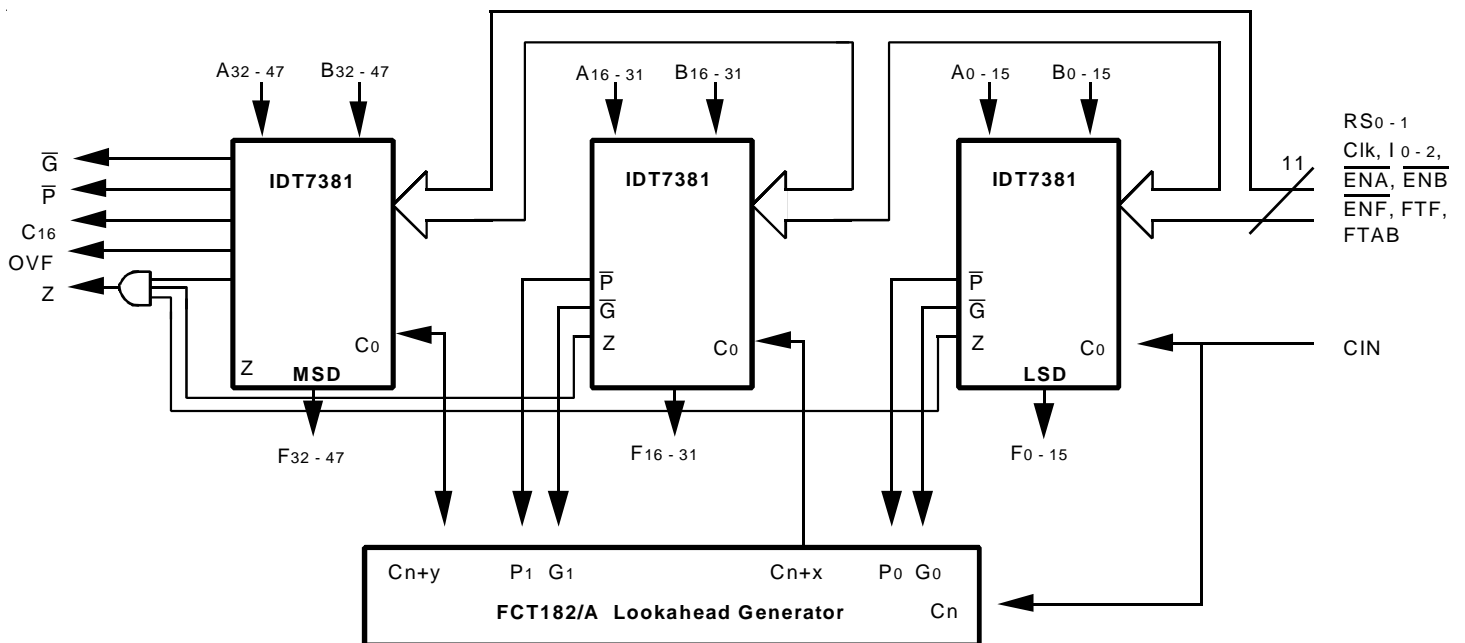 A32 - 47 B32 - 47
A16 - 31 B16 - 31
A0 - 15 B0 - 15
G
P
C16
OVF
Z
IDT7381
C0
Z
MSD
F32 - 47
IDT7381
P
G
Z
C0
F16 - 31
IDT7381
P
G
Z
C0
LSD
F0 - 15
11
RS0 - 1
Clk, I 0 - 2,
ENA, ENB
ENF, FTF,
FTAB
CIN
Cn+y P1 G1 Cn+x P0 G0
FCT182/A Lookahead Generator
Cn